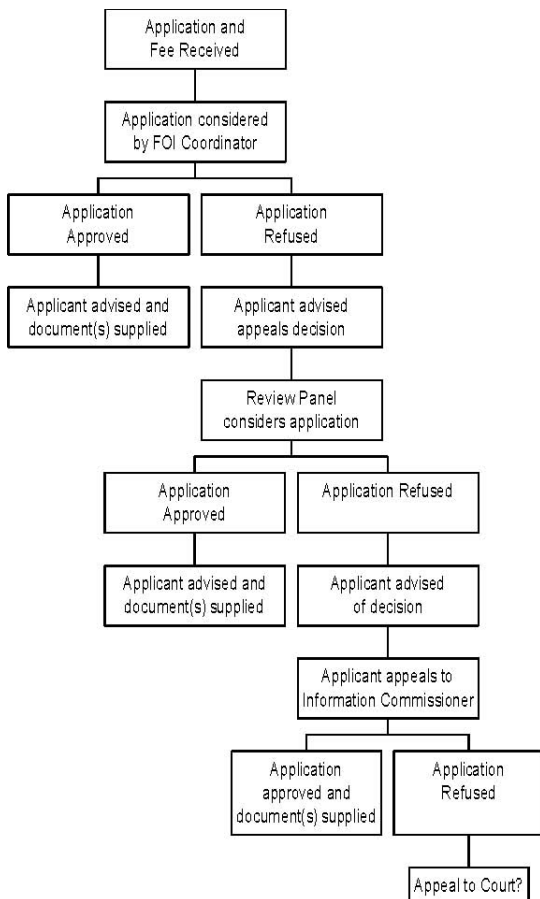 Application and
Fee Received
Application considered
by FOI Coordinator
Application
Approved
Application
Refused
Applicant advised and
document(s) supplied
Applicant advised
appeals decision
Review Panel
considers application
Application
Approved
Application Refused
Applicant advised and
document(s) supplied
Applicant advised
of decision
Applicant appeals to
Information Commissioner
Application
approved and
document(s) supplied
Application
Refused
Appeal to Court?